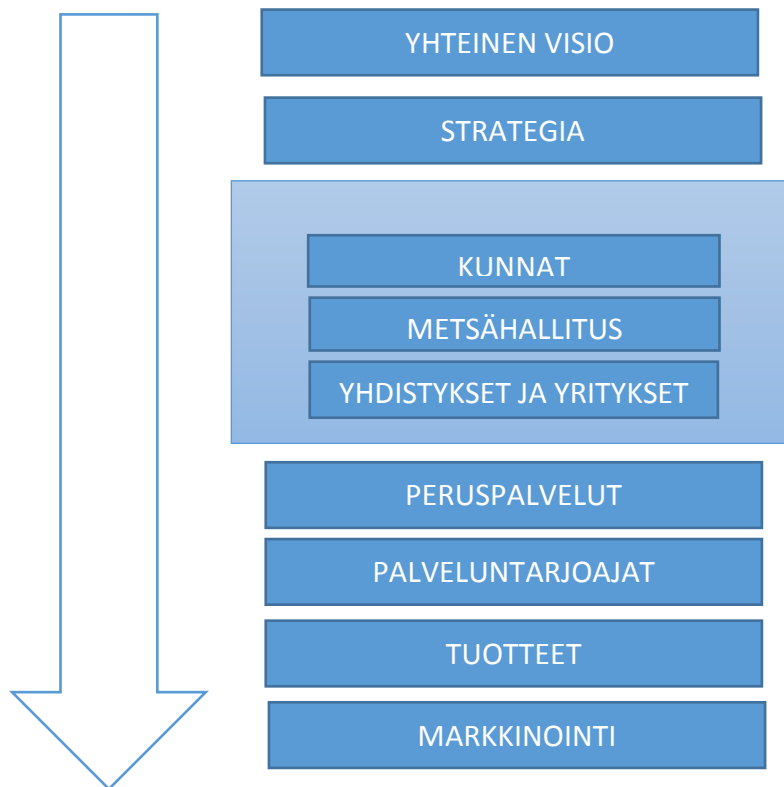 YHTEINEN VISIO
STRATEGIA
KUNNAT
METSÄHALLITUS
YHDISTYKSET JA YRITYKSET
PERUSPALVELUT
PALVELUNTARJOAJAT
TUOTTEET
MARKKINOINTI